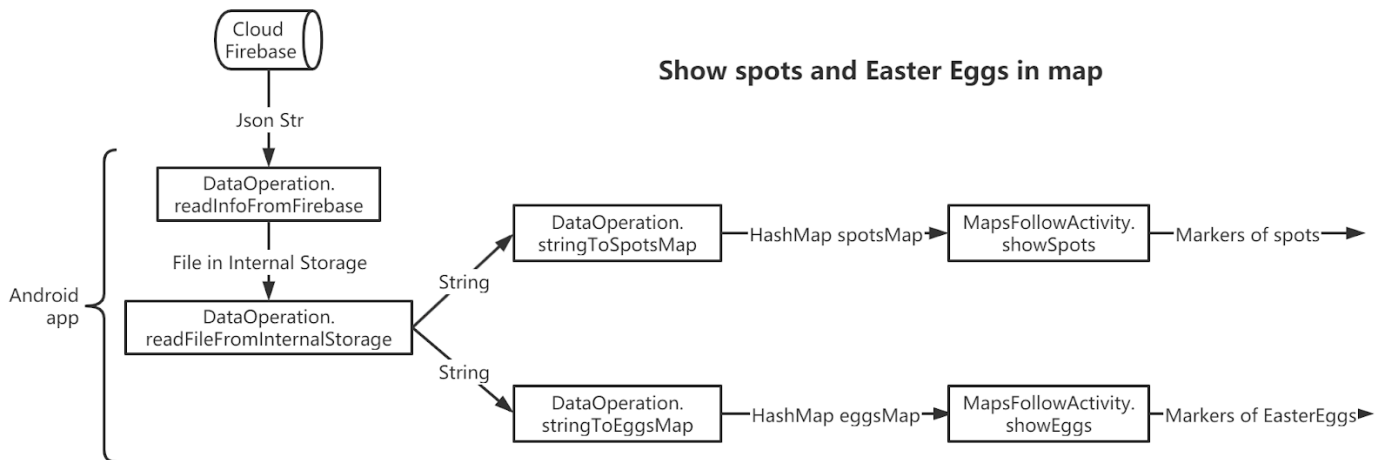 Cloud
Firebase
Show spots and Easter Eggs in map
Json Str
DataOperation.
readInfoFromFirebase
File in Internal Storage
Android
app
DataOperation.
readFileFromInternalStorage
String
DataOperation.
stringToSpotsMap
HashMap spotsMap
MapsFollowActivity.
showSpots
Markers of spots
String
DataOperation.
stringToEggsMap
HashMap eggsMap
MapsFollowActivity.
showEggs
Markers of EasterEggs